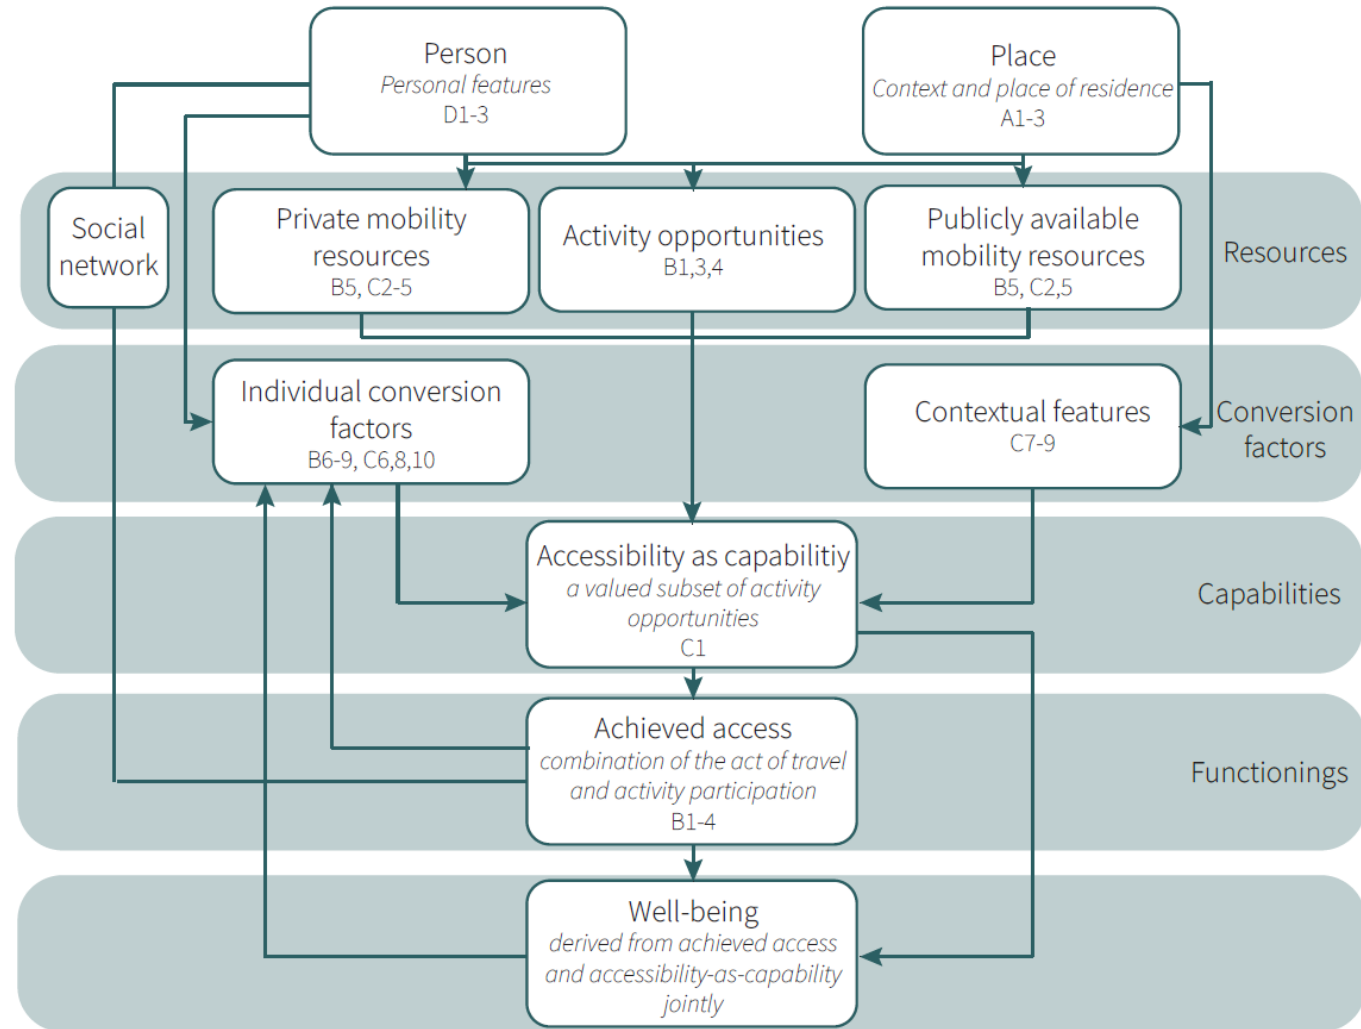 Person
Personal features
D1-3
Place
Context and place of residence
A1-3
Social
network
Private mobility
resources
B5, C2-5
Activity opportunities
B1,3,4
Publicly available
mobility resources
B5, C2,5
Resources
Individual conversion
factors
B6-9, C6,8,10
Contextual features
C7-9
Conversion
factors
Accessibility as capabilitiy
a valued subset of activity
opportunities
C1
Capabilities
Achieved access
combination of the act of travel
and activity participation
B1-4
Functionings
Well-being
derived from achieved access
and accessibility-as-capability
jointly